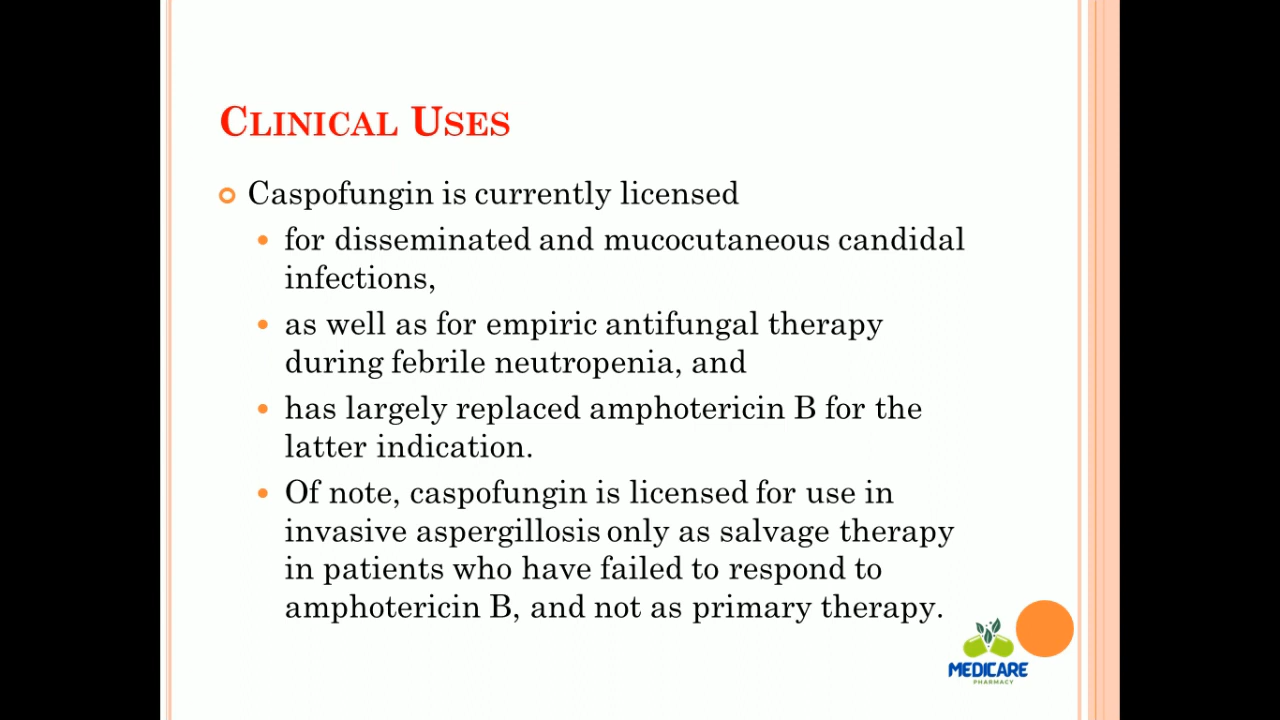 CLINICAL USES
Caspofungin is currently licensed
for disseminated and mucocutaneous candidal
infections,
as well as for empiric antifungal therapy
during febrile neutropenia, and
has largely replaced amphotericin B for the
latter indication.
Of note, caspofungin is licensed for use in
invasive aspergillosis only as salvage therapy
in patients who have failed to respond to
amphotericin B, and not as primary therapy.
MEDICARE
PHARMACY